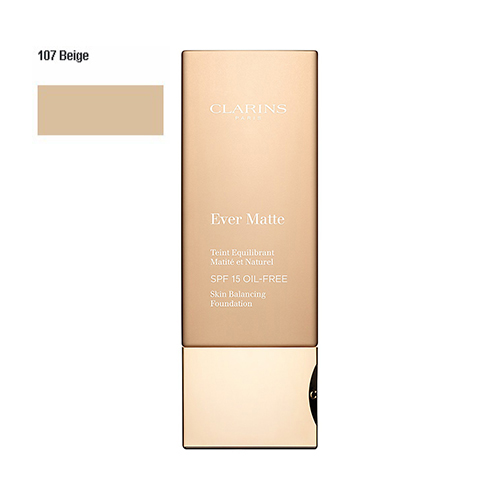 107 Beige
CLARINS
PARIS
Ever Matte
Teint Equilibrant
Matité et Naturel
SPF 15 OIL-FREE
Skin Balancing
Foundation
C